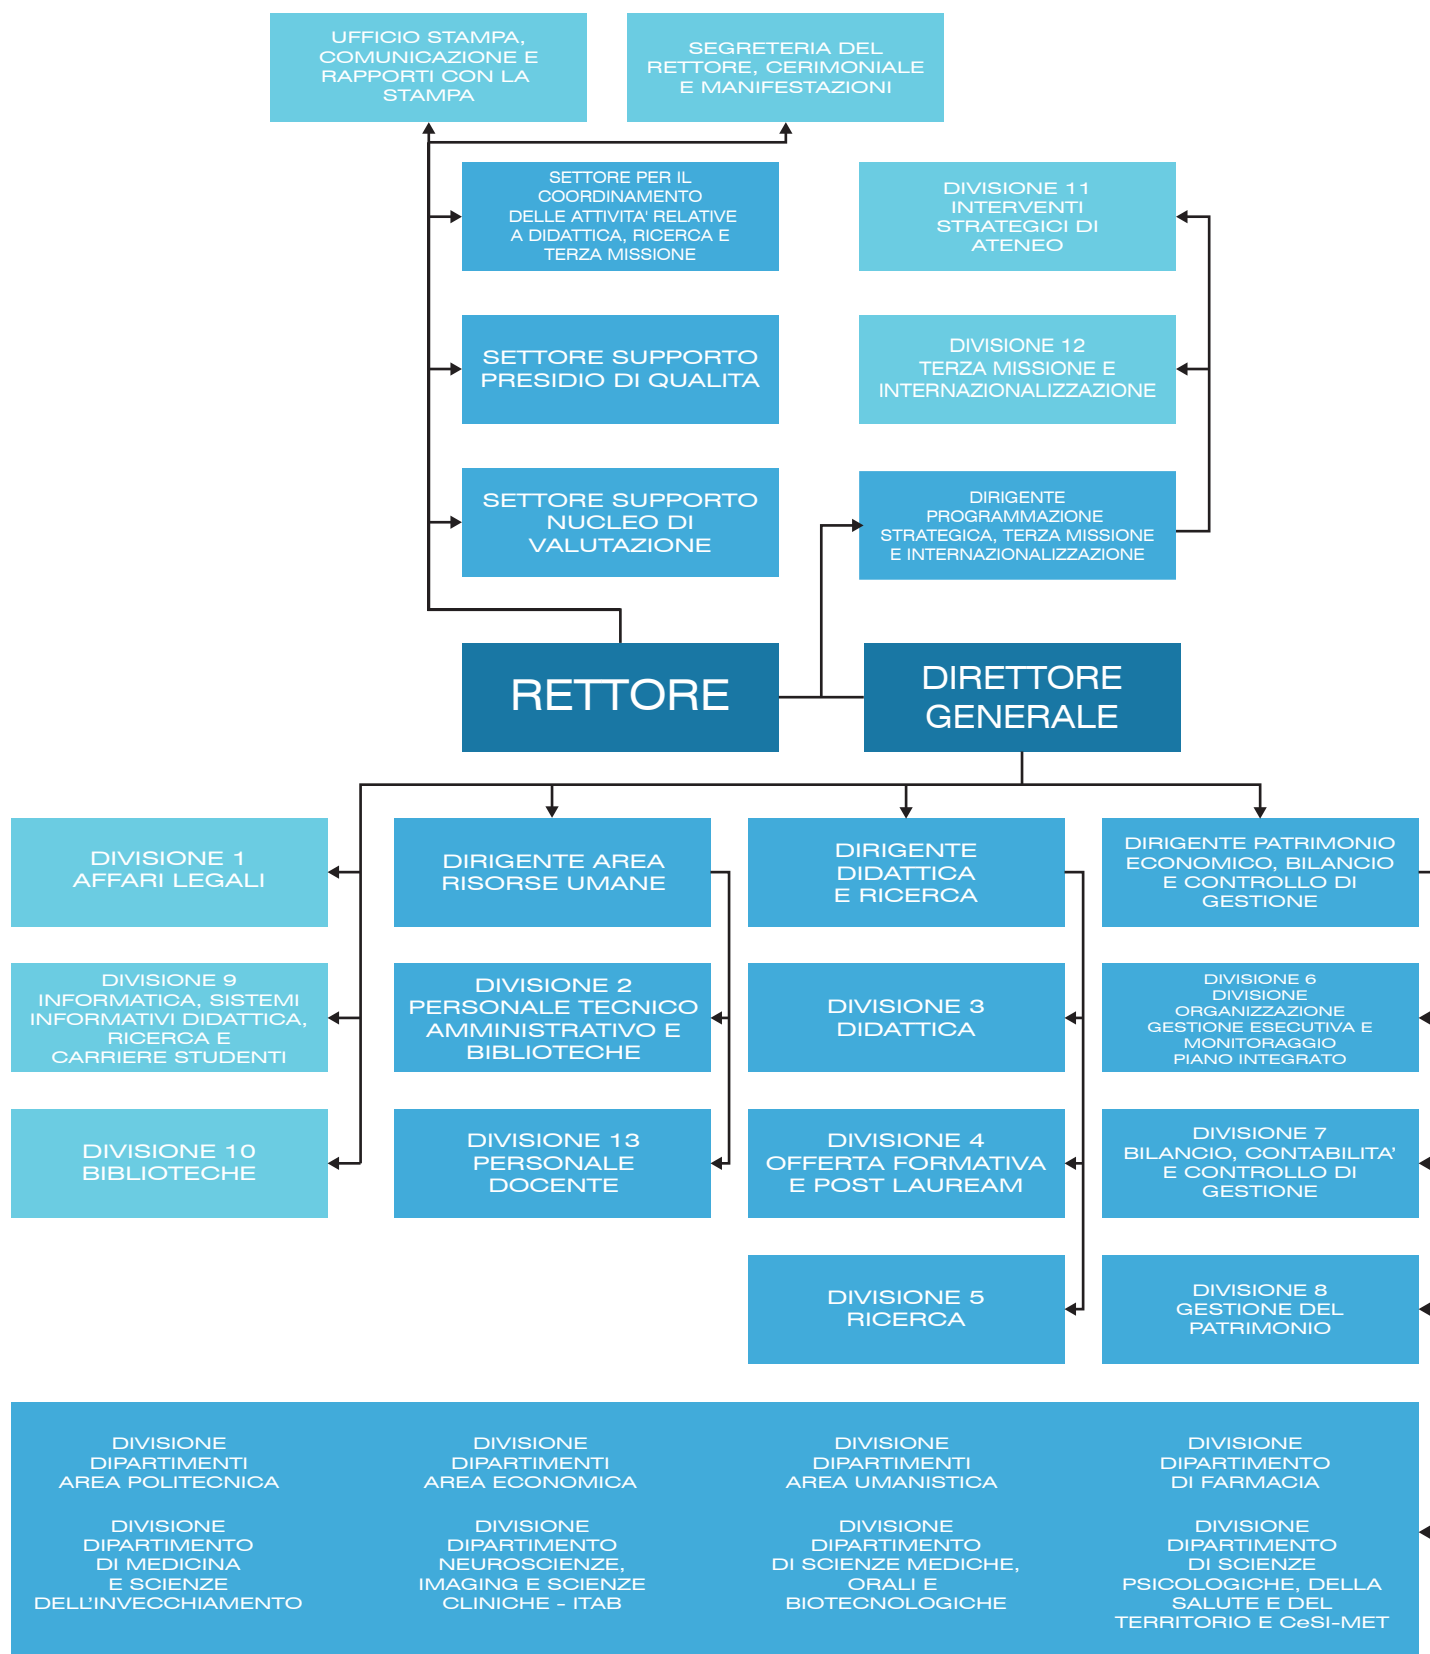 UFFICIO STAMPA,
COMUNICAZIONE E
RAPPORTI CON LA
STAMPA
SEGRETERIA DEL
RETTORE, CERIMONIALE
E MANIFESTAZIONI
SETTORE PER IL
COORDINAMENTO
DELLE ATTIVITA' RELATIVE
A DIDATTICA, RICERCA E
TERZA MISSIONE
DIVISIONE 11
INTERVENTI
STRATEGICI DI
ATENEO
SETTORE SUPPORTO
PRESIDIO DI QUALITA
DIVISIONE 12
TERZA MISSIONE E
INTERNAZIONALIZZAZIONE
SETTORE SUPPORTO
NUCLEO DI
VALUTAZIONE
DIRIGENTE
PROGRAMMAZIONE
STRATEGICA, TERZA MISSIONE
E INTERNAZIONALIZZAZIONE
RETTORE
DIRETTORE
GENERALE
DIVISIONE 1
AFFARI LEGALI
DIRIGENTE AREA
RISORSE UMANE
DIRIGENTE
DIDATTICA
E RICERCA
DIRIGENTE PATRIMONIO
ECONOMICO, BILANCIO
E CONTROLLO DI
GESTIONE
DIVISIONE 9
INFORMATICA, SISTEMI
INFORMATIVI DIDATTICA,
RICERCA E
CARRIERE STUDENTI
DIVISIONE 2
PERSONALE TECNICO
AMMINISTRATIVO E
BIBLIOTECHE
DIVISIONE 3
DIDATTICA
DIVISIONE 6
DIVISIONE
ORGANIZZAZIONE
GESTIONE ESECUTIVA E
MONITORAGGIO
PIANO INTEGRATO
DIVISIONE 10
BIBLIOTECHE
DIVISIONE 13
PERSONALE
DOCENTE
DIVISIONE 4
OFFERTA FORMATIVA
E POST LAUREAM
DIVISIONE 7
BILANCIO, CONTABILITA'
E CONTROLLO DI
GESTIONE
DIVISIONE 5
RICERCA
DIVISIONE 8
GESTIONE DEL
PATRIMONIO
DIVISIONE
DIPARTIMENTI
AREA POLITECNICA
DIVISIONE
DIPARTIMENTI
AREA ECONOMICA
DIVISIONE
DIPARTIMENTI
AREA UMANISTICA
DIVISIONE
DIPARTIMENTO
DI FARMACIA
DIVISIONE
DIPARTIMENTO
DI MEDICINA
E SCIENZE
DELL'INVECCHIAMENTO
DIVISIONE
DIPARTIMENTO
NEUROSCIENZE,
IMAGING E SCIENZE
CLINICHE - ITAB
DIVISIONE
DIPARTIMENTO
DI SCIENZE MEDICHE,
ORALI E
BIOTECNOLOGICHE
DIVISIONE
DIPARTIMENTO
DI SCIENZE
PSICOLOGICHE, DELLA
SALUTE E DEL
TERRITORIO E CeSI-MET